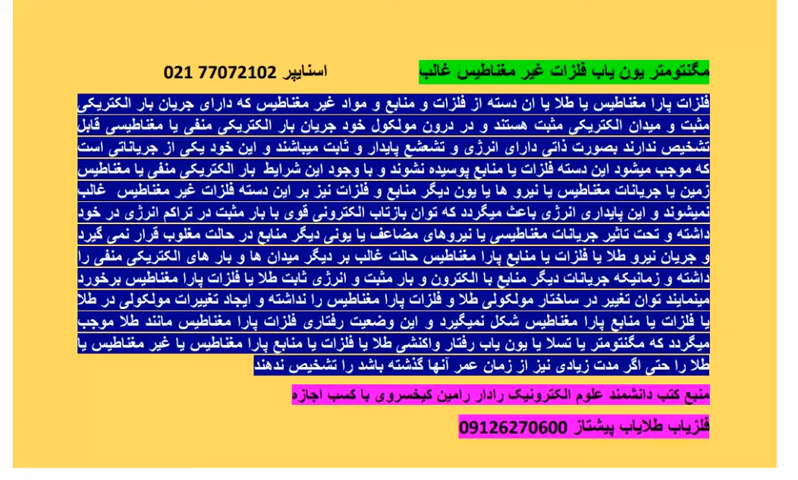 مگنتومتر یون یاب فلزات غیر مغناطیس غالب اسنایپر 77072102 021
فلزات پارا مغناطیس یا طلا یا ان دسته از فلزات و منابع و مواد غیر مغناطیس که دارای جریان بار الکتریکی
مثبت و میدان الکتریکی مثبت هستند و در درون مولکول خود جریان بار الکتریکی منفی یا مغناطیسی قابل
تشخیص ندارند بصورت ذاتی دارای انرژی و تشعشع پایدار و ثابت میباشند و این خود یکی از جریاناتی است
که موجب میشود این دسته فلزات یا منابع پوسیده نشوند و با وجود این شرایط بار الکتریکی منفی یا مغناطیس
زمین یا جریانات مغناطیس یا نیرو ها یا یون دیگر منابع و فلزات نیز بر این دسته فلزات غیر مغناطیس غالب
نمیشوند و این پایداری انرژی باعث میگردد که توان بازتاب الکترونی قوی با بار مثبت در تراکم انرژی در خود
داشته و تحت تاثیر جریانات مغناطیسی یا نیروهای مضاعف یا یونی دیگر منابع در حالت مغلوب قرار نمی گیرد
و جریان نیرو طلا یا فلزات یا منابع پارا مغناطیس حالت غالب بر دیگر میدان ها و بار های الکتریکی منفی را
داشته و زمانیکه جریانات دیگر منابع با الکترون و بار مثبت و انرژی ثابت طلا یا فلزات پارا مغناطیس برخورد
مینمایند توان تغییر در ساختار مولکولی طلا و فلزات پارا مغناطیس را نداشته و ایجاد تغییرات مولکولی در طلا
یا فلزات یا منابع پارا مغناطیس شکل نمیگیرد و این وضعیت رفتاری فلزات پارا مغناطیس مانند طلا موجب
میگردد که مگنتومتر یا تسلا یا یون یاب رفتار واکنشی طلا یا فلزات یا منابع پارا مغناطیس یا غیر مغناطیس یا
طلا را حتی اگر مدت زیادی نیز از زمان عمر آنها گذشته باشد را تشخیص ندهند
منبع کتب دانشمند علوم الکترونیک رادار رامین کیخسروی با کسب اجازه
فلزیاب طلایاب پیشتاز 09126270600